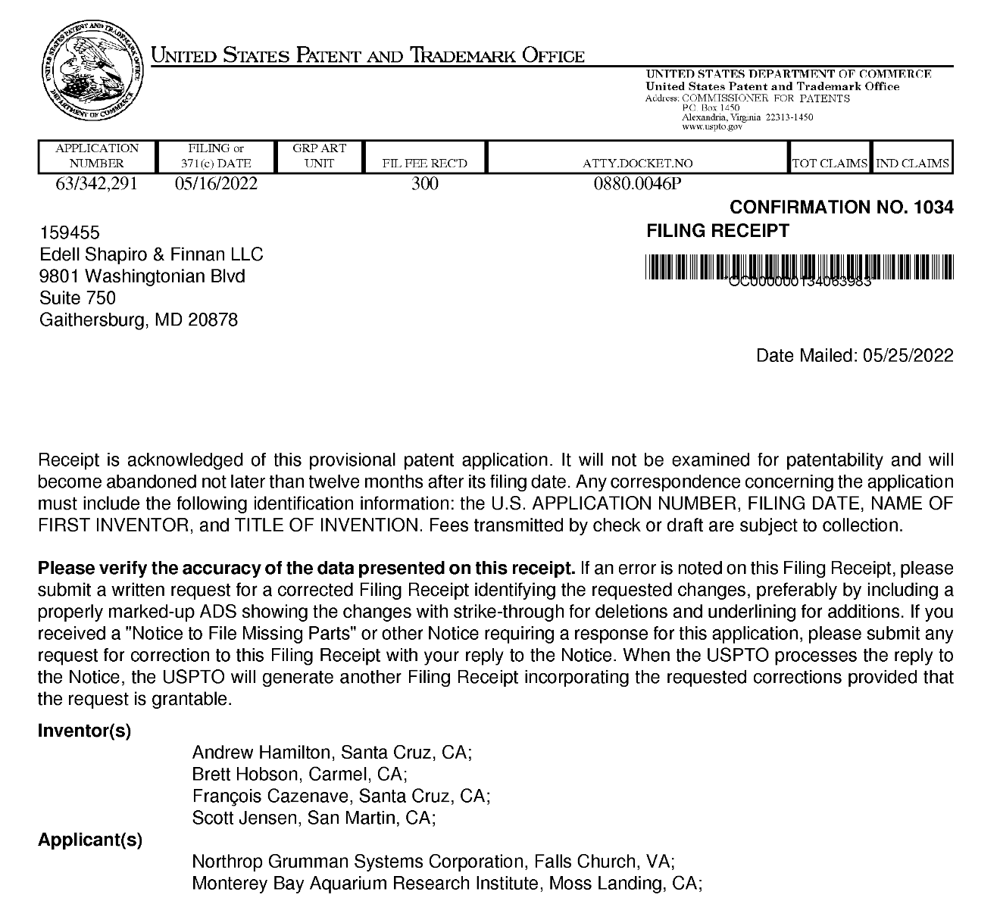 UNITED STATES PATENT AND TRADEMARK OFFICE
UNITED STATES PATENT AND TRADEMARK OFFICE
DEPARTMENT OF COMMERCE
UNITED STATES DEPARTMENT OF COMMERCE
United States Patent and Trademark Office
Address: COMMISSIONER FOR PATENTS
P.O. Box 1450
Alexandria, Virginia 22313-1450
www.uspto.gov
APPLICATION NUMBER
FILING or 371(c) DATE
GRP ART UNIT
FIL FEE REC'D
ATTY.DOCKET.NO
TOT CLAIMS
IND CLAIMS
63/342,291 05/16/2022 300 0880.0046P
CONFIRMATION NO. 1034
159455
Edell Shapiro & Finnan LLC
9801 Washingtonian Blvd
Suite 750
Gaithersburg, MD 20878
FILING RECEIPT
*OC000000134063983*
Date Mailed: 05/25/2022
Receipt is acknowledged of this provisional patent application. It will not be examined for patentability and will
become abandoned not later than twelve months after its filing date. Any correspondence concerning the application
must include the following identification information: the U.S. APPLICATION NUMBER, FILING DATE, NAME OF
FIRST INVENTOR, and TITLE OF INVENTION. Fees transmitted by check or draft are subject to collection.
Please verify the accuracy of the data presented on this receipt. If an error is noted on this Filing Receipt, please
submit a written request for a corrected Filing Receipt identifying the requested changes, preferably by including a
properly marked-up ADS showing the changes with strike-through for deletions and underlining for additions. If you
received a "Notice to File Missing Parts" or other Notice requiring a response for this application, please submit any
request for correction to this Filing Receipt with your reply to the Notice. When the USPTO processes the reply to
the Notice, the USPTO will generate another Filing Receipt incorporating the requested corrections provided that
the request is grantable.
Inventor(s)
Andrew Hamilton, Santa Cruz, CA;
Brett Hobson, Carmel, CA;
François Cazenave, Santa Cruz, CA;
Scott Jensen, San Martin, CA;
Applicant(s)
Northrop Grumman Systems Corporation, Falls Church, VA;
Monterey Bay Aquarium Research Institute, Moss Landing, CA;